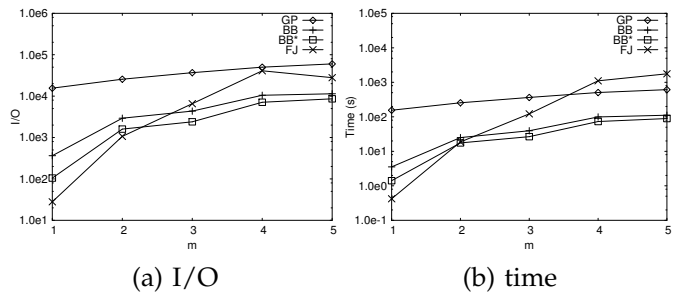 1.0e6
1.0e5
1.0e4
1.0e3
1.0e2
1.0e1
I/O
1 2 3 4 5
m
GP
BB
BB*
FJ
(a) I/O
1.0e5
1.0e4
1.0e3
1.0e2
1.0e1
1.0e0
1.0e-1
Time (s)
1 2 3 4 5
m
GP
BB
BB*
FJ
(b) time